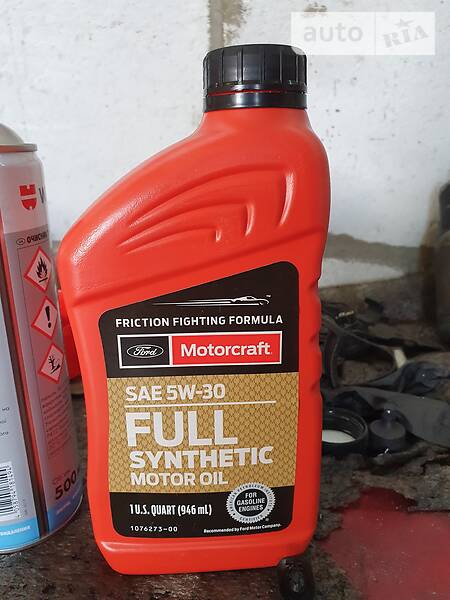 auto RIA
FRICTION FIGHTING FORMULA
Ford Motorcraft
SAE 5W-30
FULL
SYNTHETIC
MOTOR OIL
1 U.S. QUART (946 mL)
1076273-00
FOR
GASOLINE
ENGINES
Recommended by Ford Motor Company.
W
500